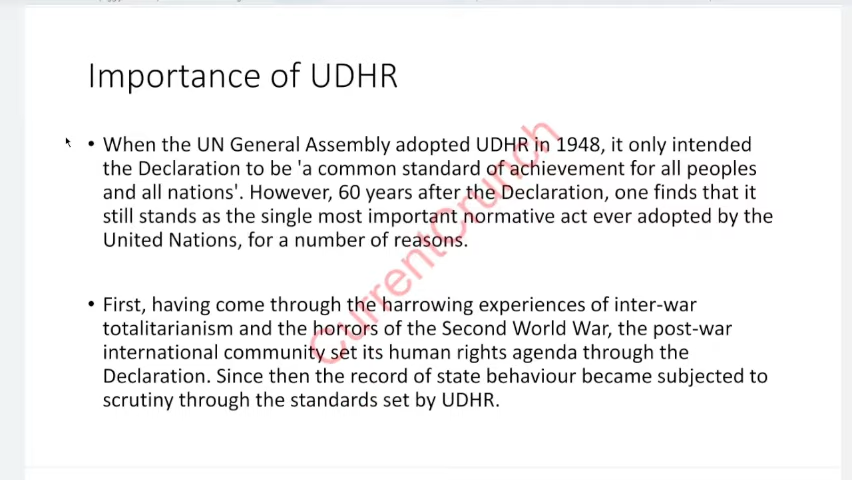 Importance of UDHR
• When the UN General Assembly adopted UDHR in 1948, it only intended
the Declaration to be 'a common standard of achievement for all peoples
and all nations'. However, 60 years after the Declaration, one finds that it
still stands as the single most important normative act ever adopted by the
United Nations, for a number of reasons.
• First, having come through the harrowing experiences of inter-war
totalitarianism and the horrors of the Second World War, the post-war
international community set its human rights agenda through the
Declaration. Since then the record of state behaviour became subjected to
scrutiny through the standards set by UDHR.
CurrentCrunch